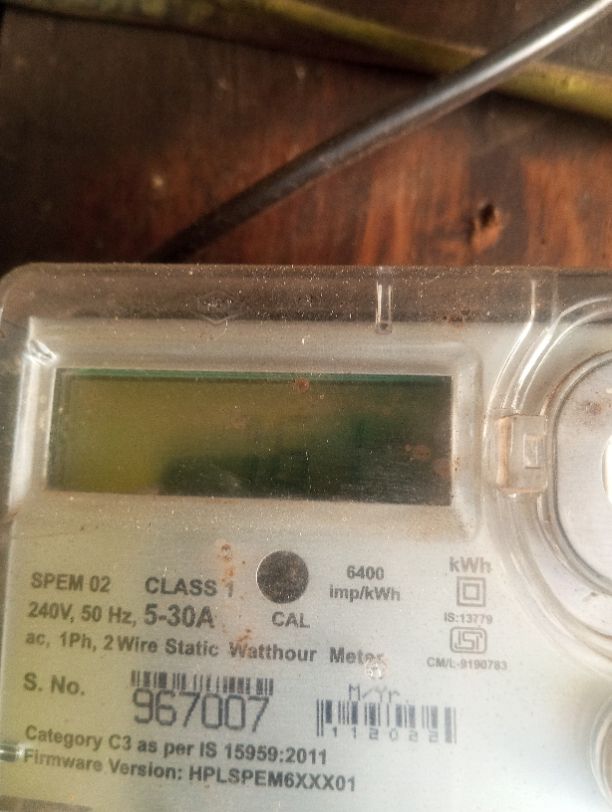 SPEM 02 CLASS 1
6400
imp/kWh
kWh
240V, 50 Hz, 5-30A
CAL
IS:13779
ac, 1Ph, 2 Wire Static Watthour Meter
ISI
CM/L-9190783
S. No.
967007
M/Yr.
112022
Category C3 as per IS 15959:2011
Firmware Version: HPLSPEM6XXX01